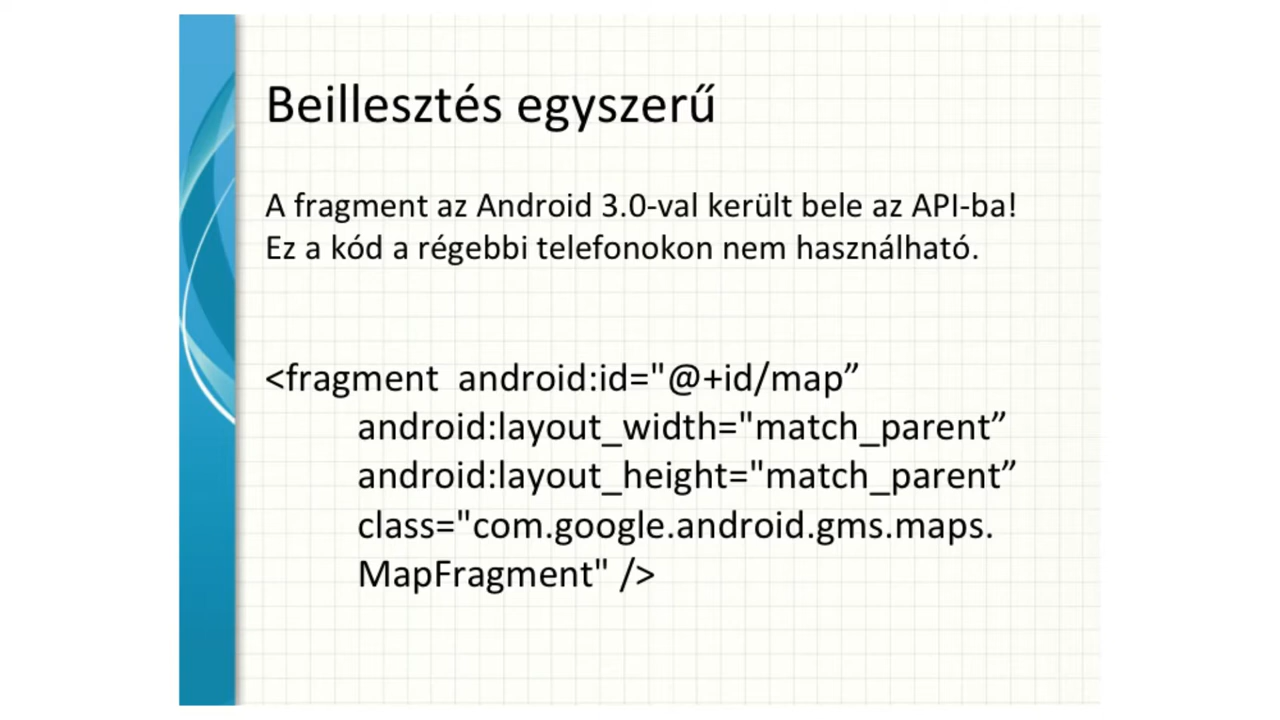 Beillesztés egyszerű
A fragment az Android 3.0-val került bele az API-ba!
Ez a kód a régebbi telefonokon nem használható.
<fragment  android:id="@+id/map”
android:layout_width="match_parent”
android:layout_height="match_parent”
class="com.google.android.gms.maps.
MapFragment" />